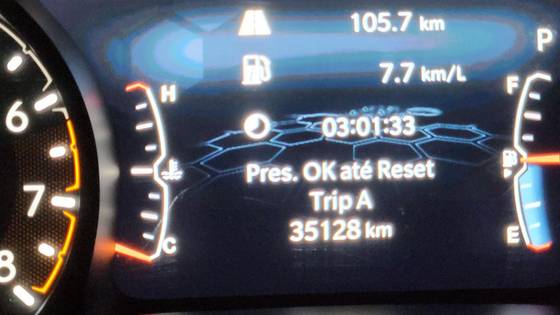 105.7 km
P
7.7 km/L
H
F
6
03:01:33
Pres. OK até Reset
7
Trip A
35128 km
C
E
8